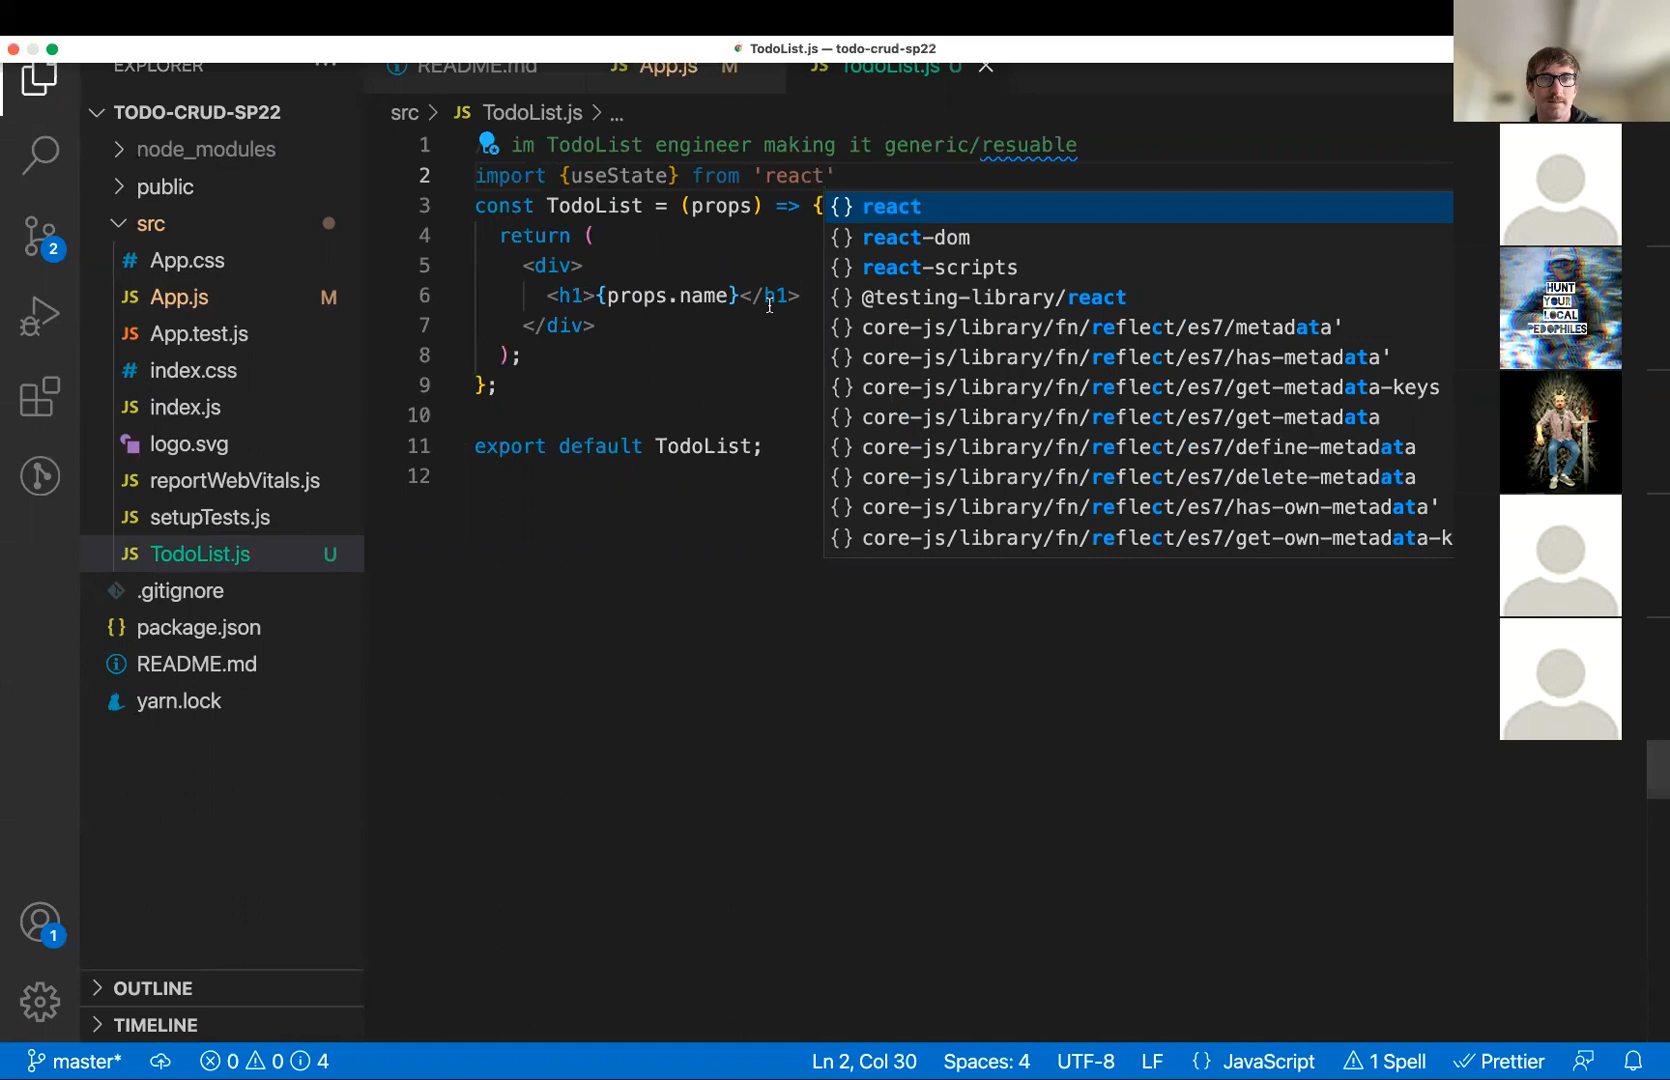 TodoList.js — todo-crud-sp22
EXPLORER
README.md
App.js M
TodoList.js U
TODO-CRUD-SP22
src > JS TodoList.js > ...
node_modules
public
src
# App.css
JS App.js M
JS App.test.js
# index.css
JS index.js
logo.svg
JS reportWebVitals.js
JS setupTests.js
JS TodoList.js U
.gitignore
{} package.json
README.md
yarn.lock
OUTLINE
TIMELINE
2
1
1 im TodoList engineer making it generic/resuable
2 import {useState} from 'react'
3 const TodoList = (props) => {
4 return (
5 <div>
6 <h1>{props.name}</h1>
7 </div>
8 );
9 };
10
11 export default TodoList;
12
{} react
{} react-dom
{} react-scripts
{} @testing-library/react
{} core-js/library/fn/reflect/es7/metadata'
{} core-js/library/fn/reflect/es7/has-metadata'
{} core-js/library/fn/reflect/es7/get-metadata-keys
{} core-js/library/fn/reflect/es7/get-metadata
{} core-js/library/fn/reflect/es7/define-metadata
{} core-js/library/fn/reflect/es7/delete-metadata
{} core-js/library/fn/reflect/es7/has-own-metadata'
{} core-js/library/fn/reflect/es7/get-own-metadata-k
HUNT
YOUR
LOCAL
PEDOPHILES
master* 0 0 4
Ln 2, Col 30 Spaces: 4 UTF-8 LF {} JavaScript 1 Spell Prettier